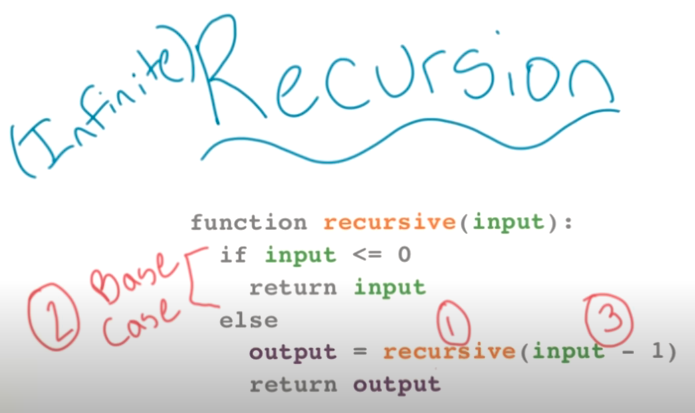 (Infinite) Recursion
function recursive(input):
if input <= 0
return input
else
output = recursive(input - 1)
return output
② Base
Case
①
③